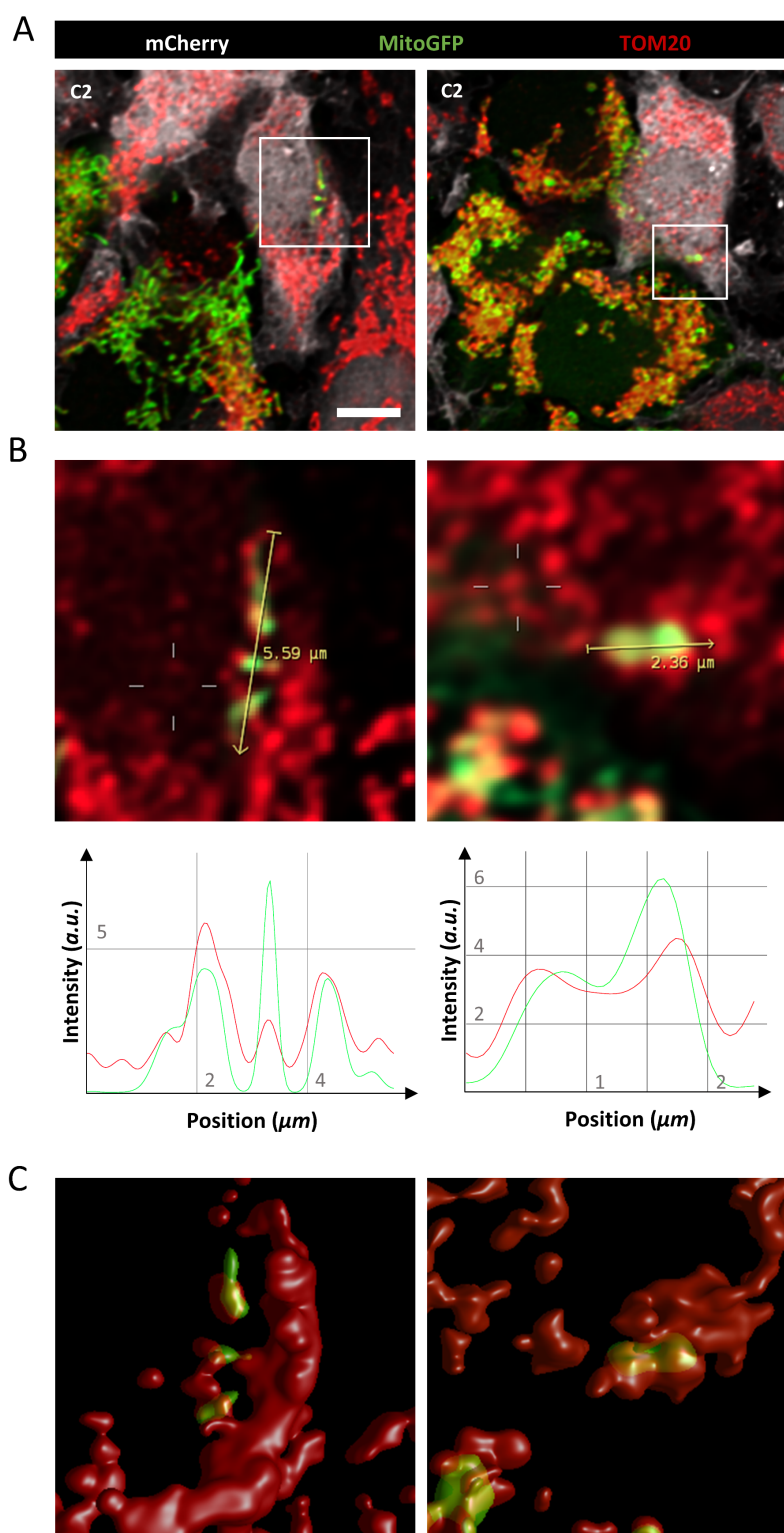 A
mCherry MitoGFP TOM20
C2 C2
B
5.59 µm
2.36 µm
5
2 4
Intensity (a.u.)
Position (µm)
6
4
2
1 2
Intensity (a.u.)
Position (µm)
C